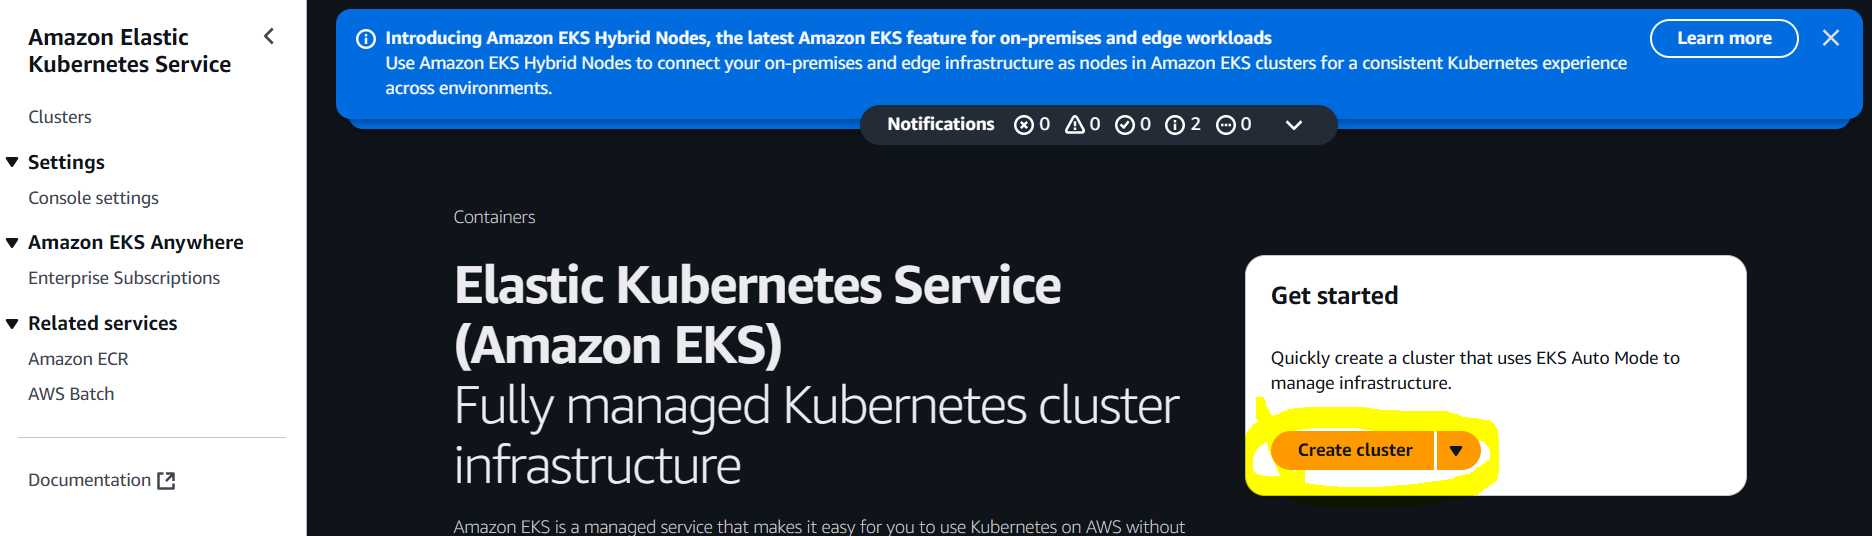 Amazon Elastic
Kubernetes Service
Clusters
Settings
Console settings
Amazon EKS Anywhere
Enterprise Subscriptions
Related services
Amazon ECR
AWS Batch
Documentation
Introducing Amazon EKS Hybrid Nodes, the latest Amazon EKS feature for on-premises and edge workloads
Use Amazon EKS Hybrid Nodes to connect your on-premises and edge infrastructure as nodes in Amazon EKS clusters for a consistent Kubernetes experience
across environments.
Learn more
Notifications 0 0 0 2 0
Containers
Elastic Kubernetes Service
(Amazon EKS)
Fully managed Kubernetes cluster
infrastructure
Amazon EKS is a managed service that makes it easy for you to use Kubernetes on AWS without
Get started
Quickly create a cluster that uses EKS Auto Mode to
manage infrastructure.
Create cluster